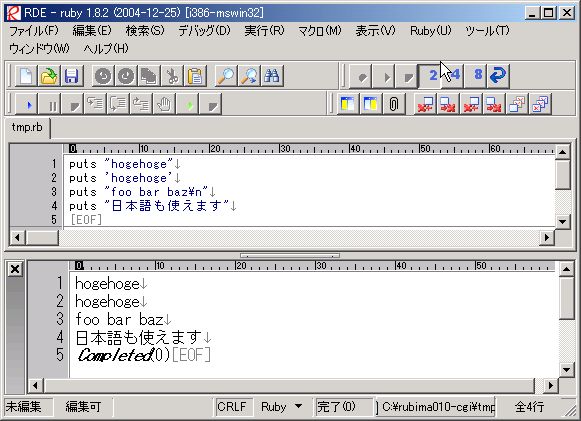 RDE - ruby 1.8.2 (2004-12-25) [i386-mswin32]
ファイル(F) 編集(E) 検索(S) デバッグ(D) 実行(R) マクロ(M) 表示(V) Ruby(U) ツール(T)
ウィンドウ(W) ヘルプ(H)
2 4 8
tmp.rb
0 10 20 30 40 50 60
1 puts "hogehoge"↓
2 puts 'hogehoge'↓
3 puts "foo bar baz¥n"↓
4 puts "日本語も使えます"↓
5 [EOF]
0 10 20 30 40 50
1 hogehoge↓
2 hogehoge↓
3 foo bar baz↓
4 日本語も使えます↓
5 Completed(0)[EOF]
未編集 編集可 CRLF Ruby 完了(0) ] C:¥rubima010-cgi¥tmp 全4行